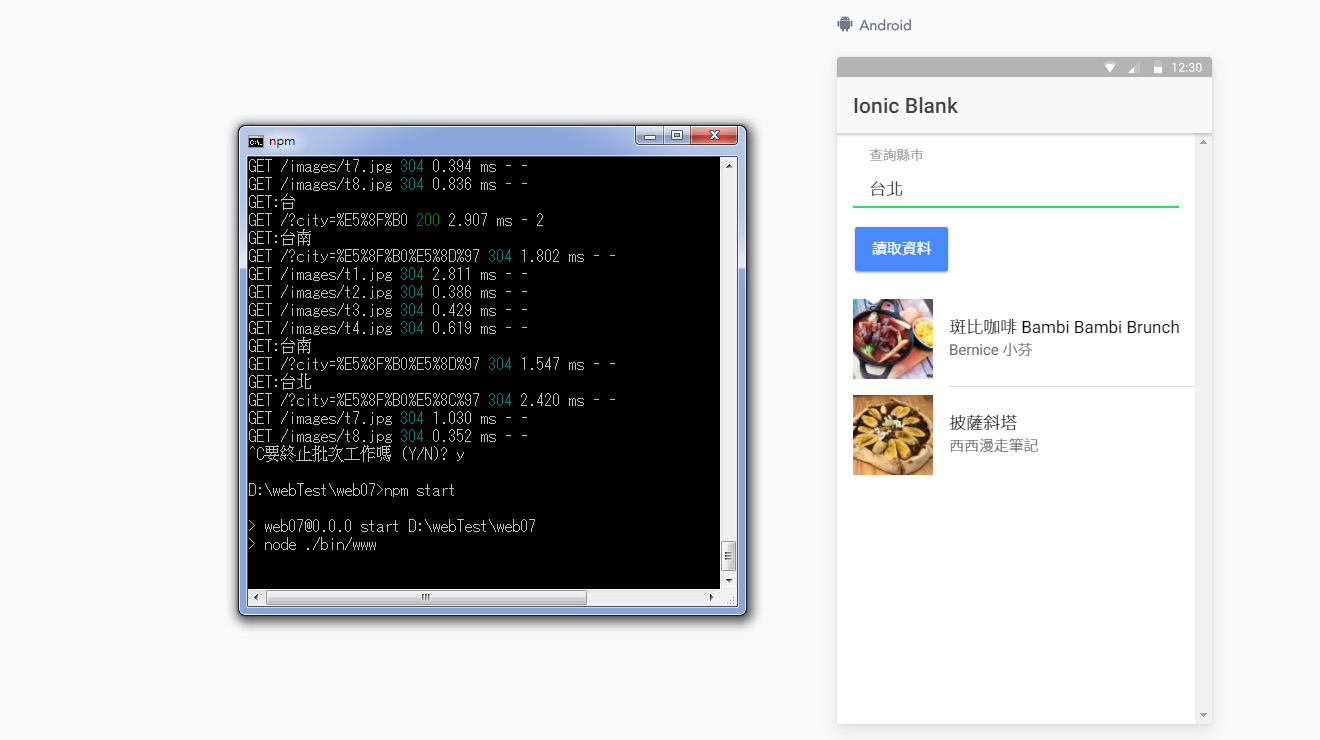 npm
GET /images/t7.jpg 304 0.394 ms - -
GET /images/t8.jpg 304 0.836 ms - -
GET:台
GET /?city=%E5%8F%B0 200 2.907 ms - 2
GET:台南
GET /?city=%E5%8F%B0%E5%8D%97 304 1.802 ms - -
GET /images/t1.jpg 304 2.811 ms - -
GET /images/t2.jpg 304 0.386 ms - -
GET /images/t3.jpg 304 0.429 ms - -
GET /images/t4.jpg 304 0.619 ms - -
GET:台南
GET /?city=%E5%8F%B0%E5%8D%97 304 1.547 ms - -
GET:台北
GET /?city=%E5%8F%B0%E5%8C%97 304 2.420 ms - -
GET /images/t7.jpg 304 1.030 ms - -
GET /images/t8.jpg 304 0.352 ms - -
^C要終止批次工作嗎 (Y/N)? y
D:\webTest\web07>npm start
> web07@0.0.0 start D:\webTest\web07
> node ./bin/www
Android
12:30
Ionic Blank
查詢縣市
台北
讀取資料
斑比咖啡 Bambi Bambi Brunch
Bernice 小芬
披薩斜塔
西西漫走筆記